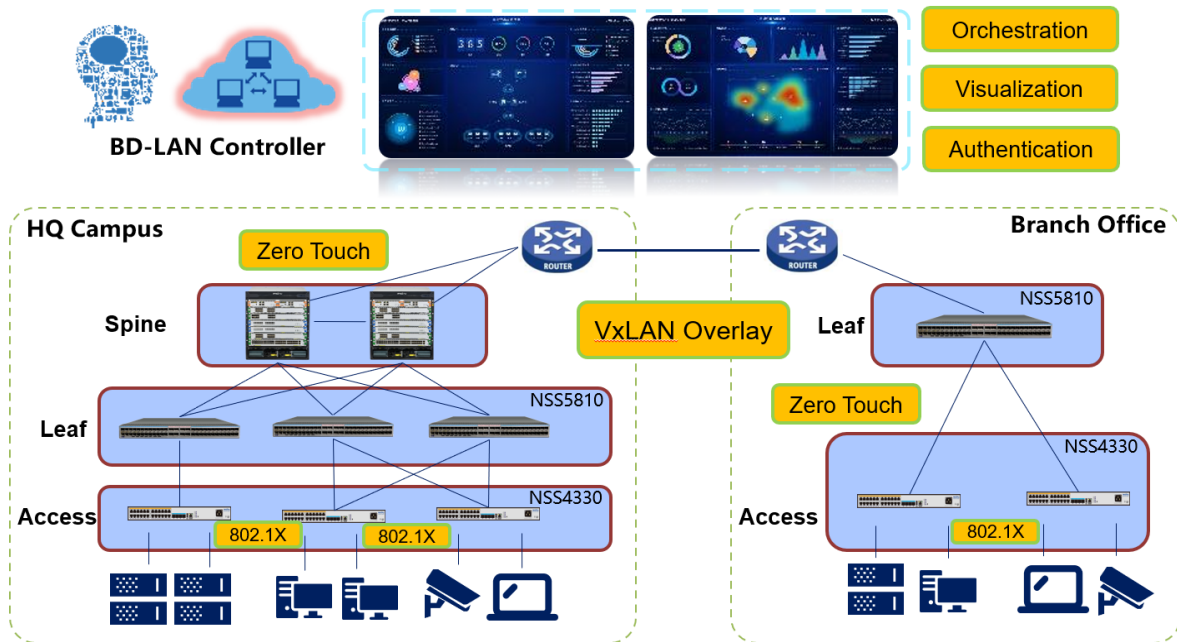 Orchestration
Visualization
Authentication
BD-LAN Controller
365
HQ Campus
Zero Touch
ROUTER
ROUTER
Branch Office
Spine
VxLAN Overlay
NSS5810
Leaf
NSS5810
Leaf
Zero Touch
NSS4330
Access
802.1X
802.1X
NSS4330
Access
802.1X